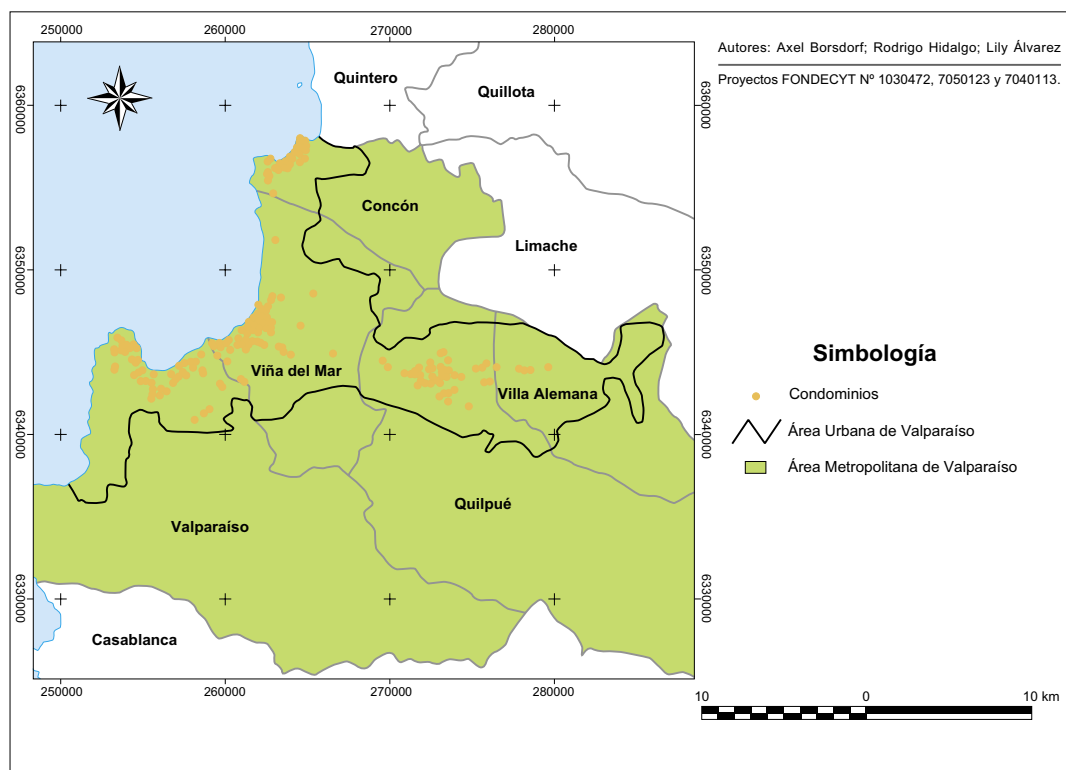 250000
260000
270000
280000
Autores: Axel Borsdorf; Rodrigo Hidalgo; Lily Álvarez
Proyectos FONDECYT Nº 1030472, 7050123 y 7040113.
6360000
6360000
Quintero
Quillota
Concón
Limache
6350000
6350000
Viña del Mar
Villa Alemana
Simbología
Condominios
Área Urbana de Valparaíso
Área Metropolitana de Valparaíso
6340000
6340000
Quilpué
Valparaíso
6330000
6330000
Casablanca
250000
260000
270000
280000
10
0
10 km